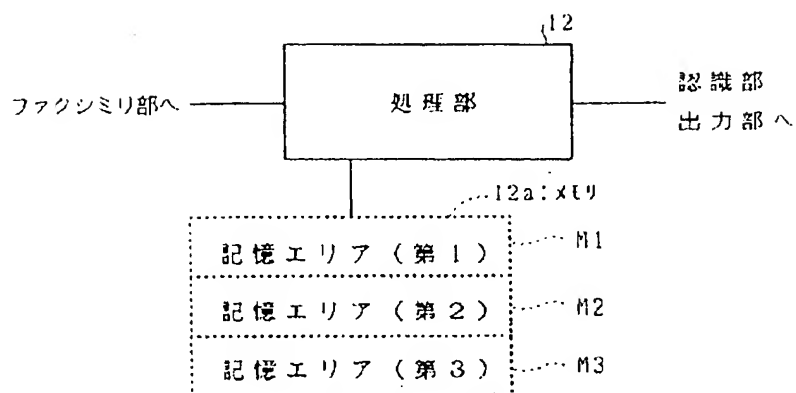 12
ファクシミリ部へ
処理部
認識部
出力部へ
12a:メモリ
記憶エリア(第1)
M1
記憶エリア(第2)
M2
記憶エリア(第3)
M3